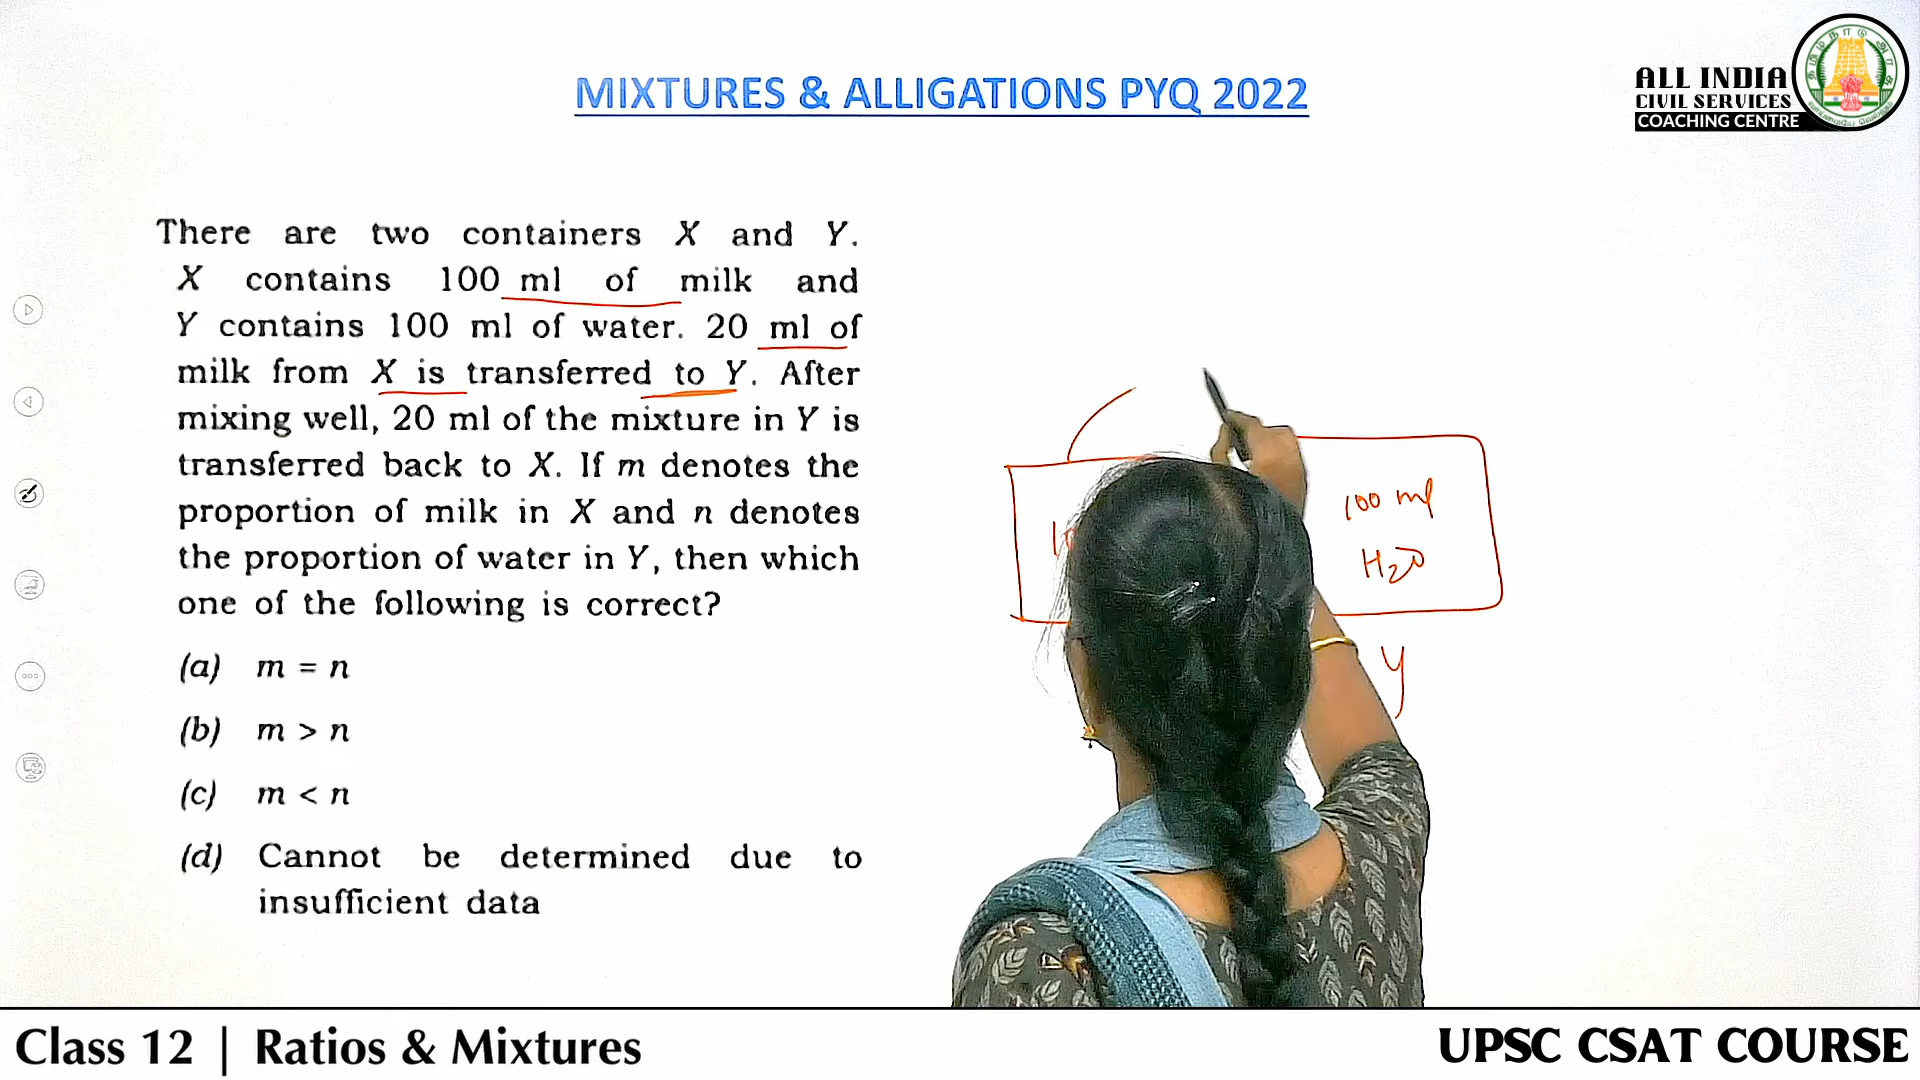 MIXTURES & ALLIGATIONS PYQ 2022
ALL INDIA
CIVIL SERVICES
COACHING CENTRE
There are two containers X and Y.
X contains 100 ml of milk and
Y contains 100 ml of water. 20 ml of
milk from X is transferred to Y. After
mixing well, 20 ml of the mixture in Y is
transferred back to X. If m denotes the
proportion of milk in X and n denotes
the proportion of water in Y, then which
one of the following is correct?
(a) m = n
(b) m > n
(c) m < n
(d) Cannot be determined due to
insufficient data
100 ml
H2O
Y
Class 12 | Ratios & Mixtures
UPSC CSAT COURSE